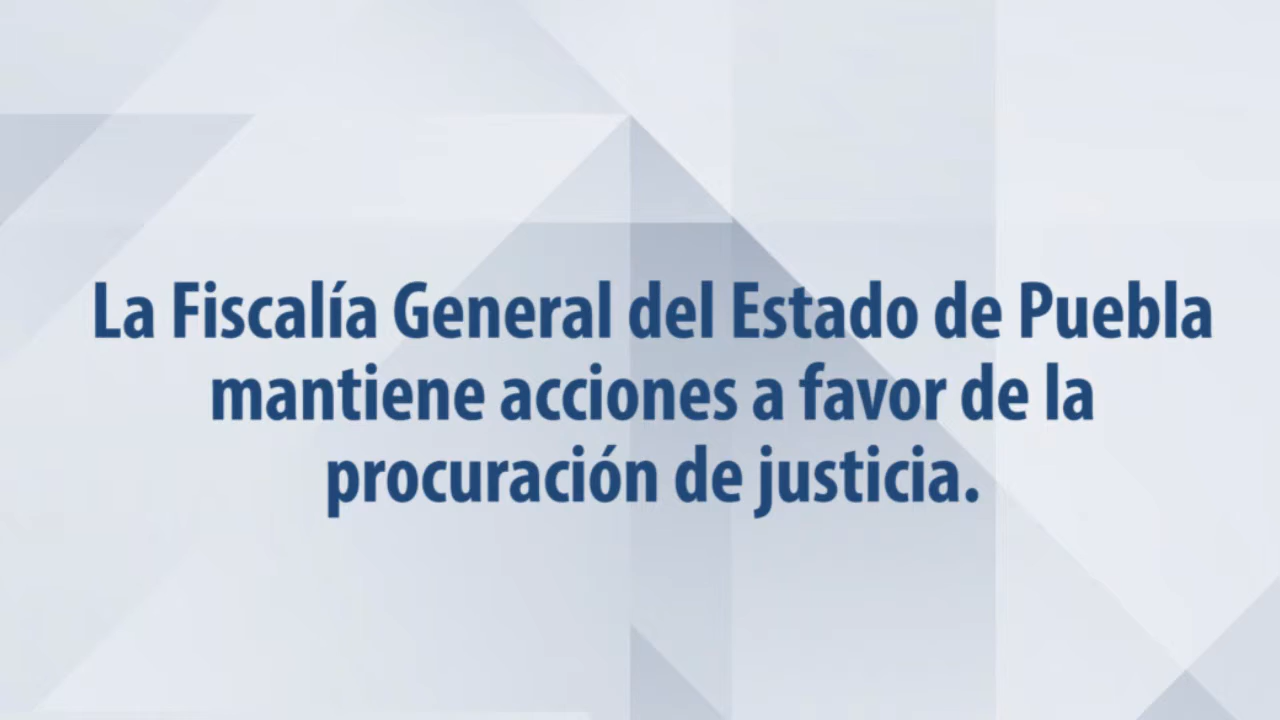 La Fiscalía General del Estado de Puebla
mantiene acciones a favor de la
procuración de justicia.